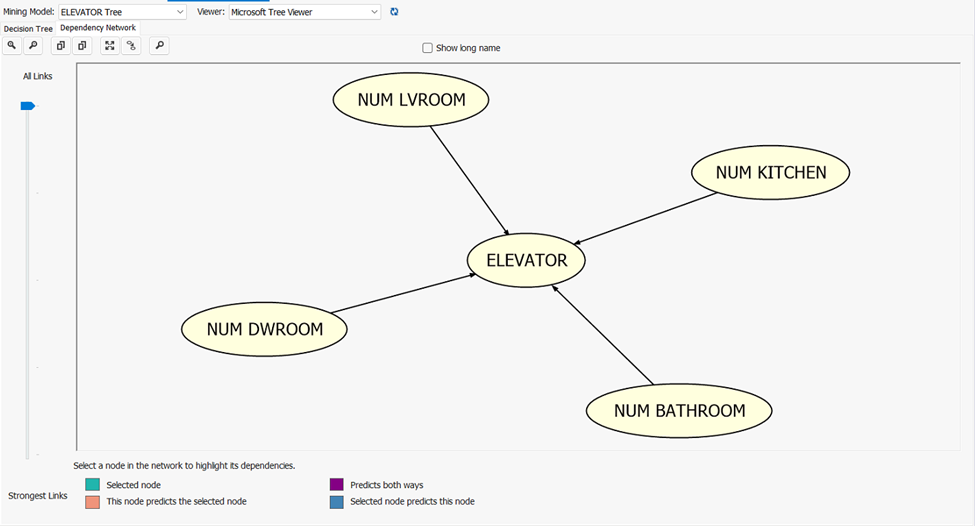 Mining Model: ELEVATOR Tree Viewer: Microsoft Tree Viewer
Decision Tree Dependency Network
Show long name
All Links
NUM LVROOM
NUM KITCHEN
ELEVATOR
NUM DWROOM
NUM BATHROOM
Select a node in the network to highlight its dependencies.
Selected node Predicts both ways
Strongest Links
This node predicts the selected node Selected node predicts this node